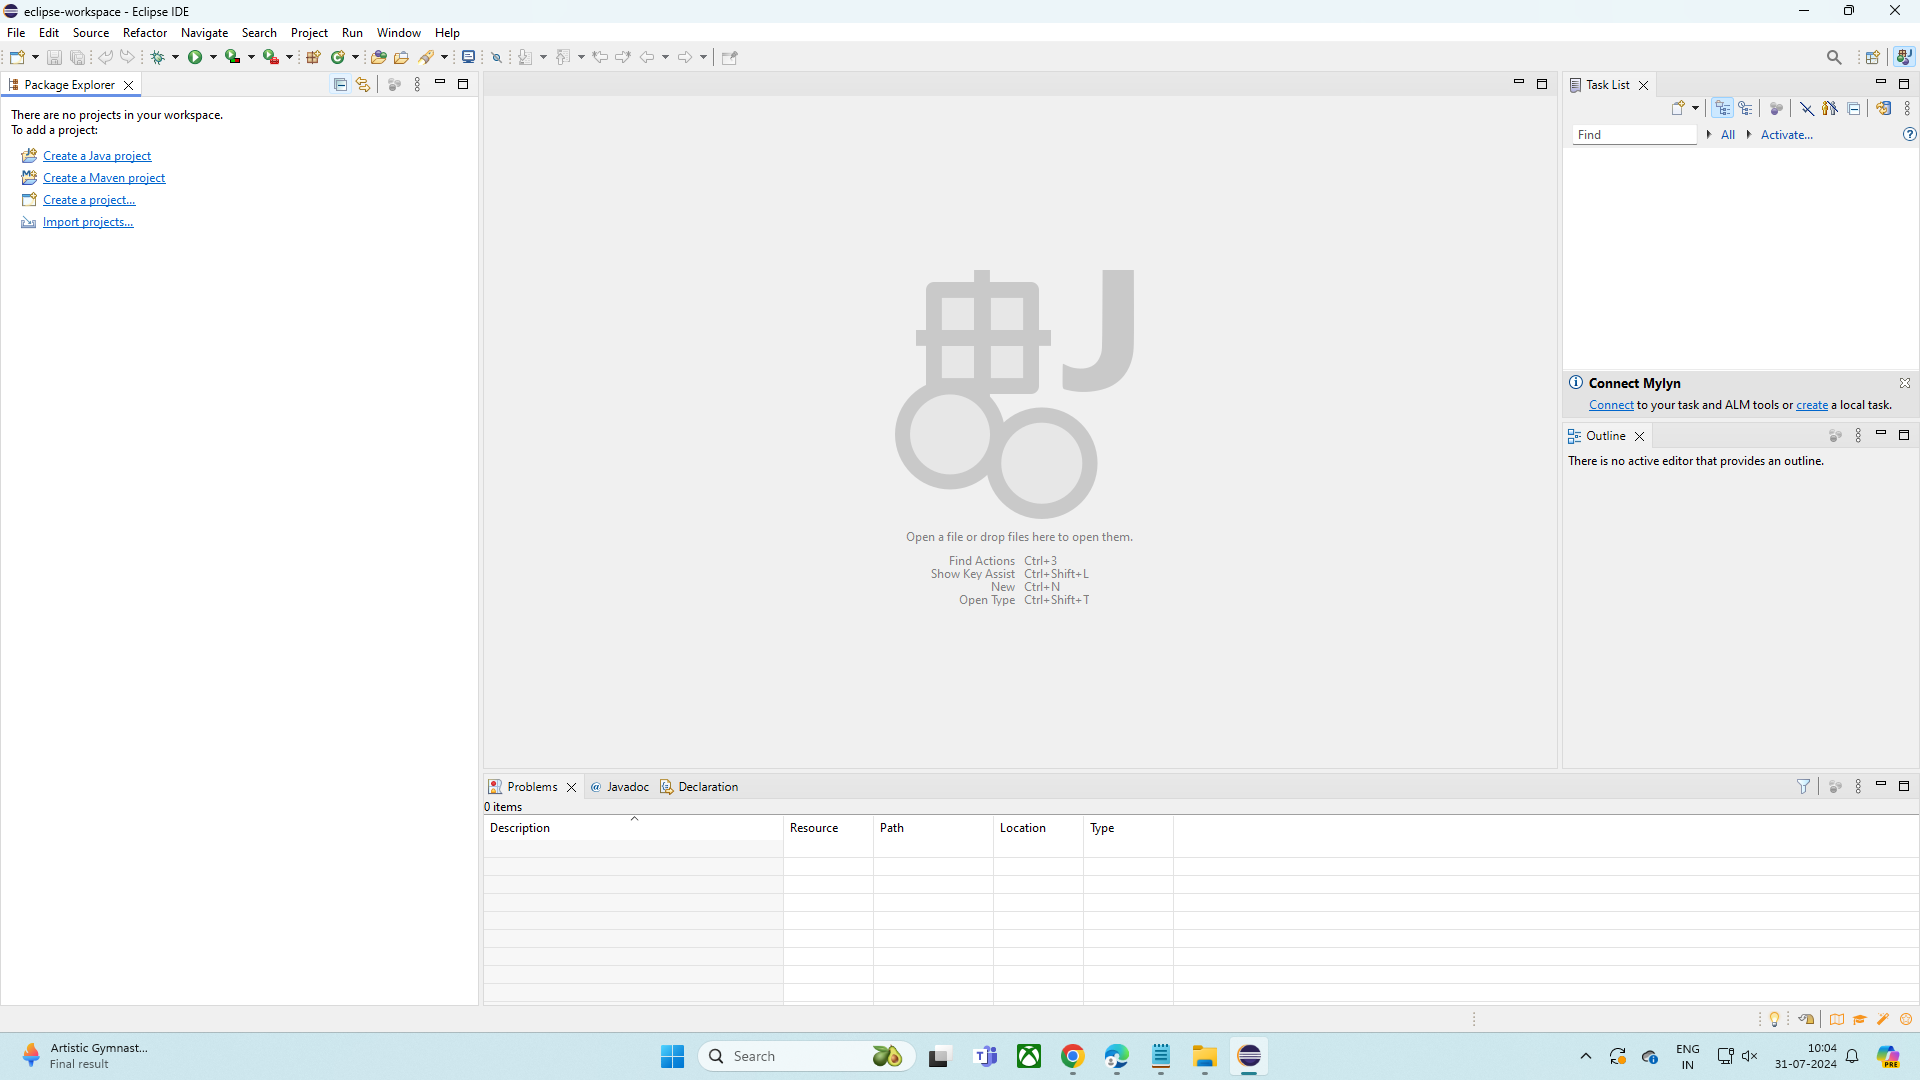 eclipse-workspace - Eclipse IDE
File Edit Source Refactor Navigate Search Project Run Window Help
Package Explorer
There are no projects in your workspace.
To add a project:
Create a Java project
Create a Maven project
Create a project...
Import projects...
J
Open a file or drop files here to open them.
Find Actions Ctrl+3
Show Key Assist Ctrl+Shift+L
New Ctrl+N
Open Type Ctrl+Shift+T
Task List
Find All Activate...
Connect Mylyn
Connect to your task and ALM tools or create a local task.
Outline
There is no active editor that provides an outline.
Problems @ Javadoc Declaration
0 items
Description Resource Path Location Type
Artistic Gymnast...
Final result
Search
ENG
IN
10:04
31-07-2024
PRE